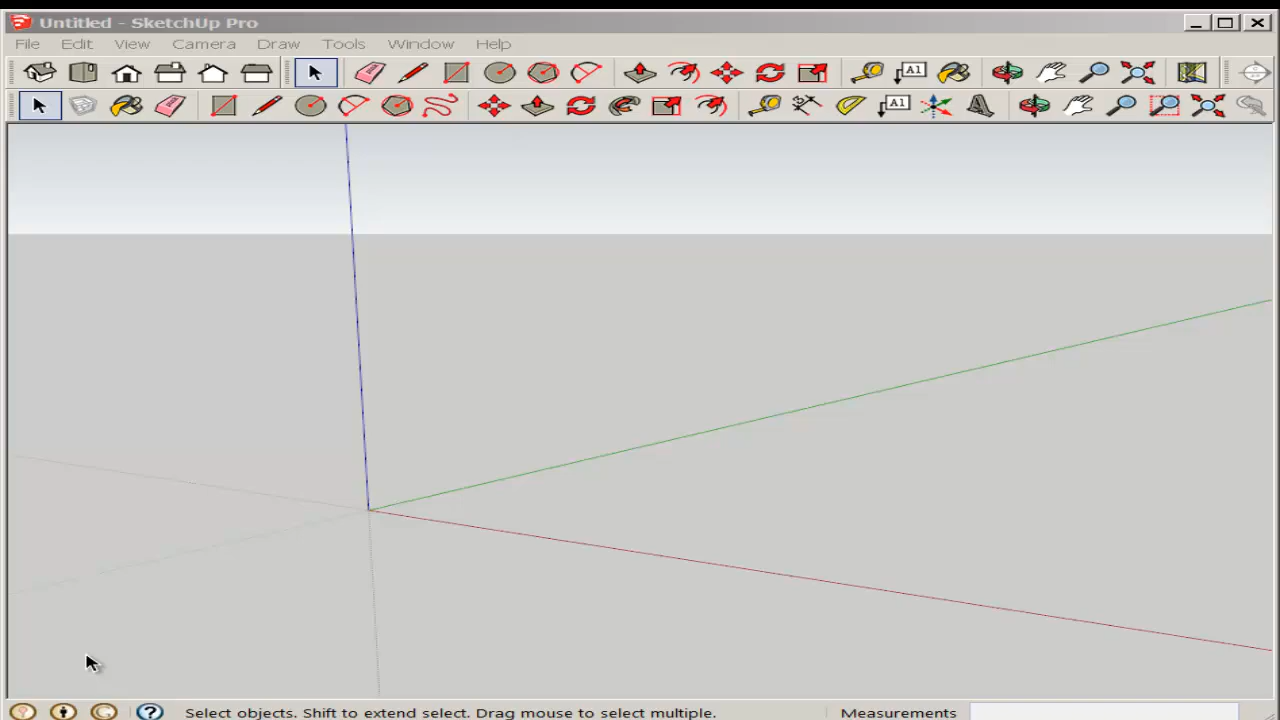 Untitled - SketchUp Pro
File Edit View Camera Draw Tools Window Help
A1
A1
Select objects. Shift to extend select. Drag mouse to select multiple. Measurements